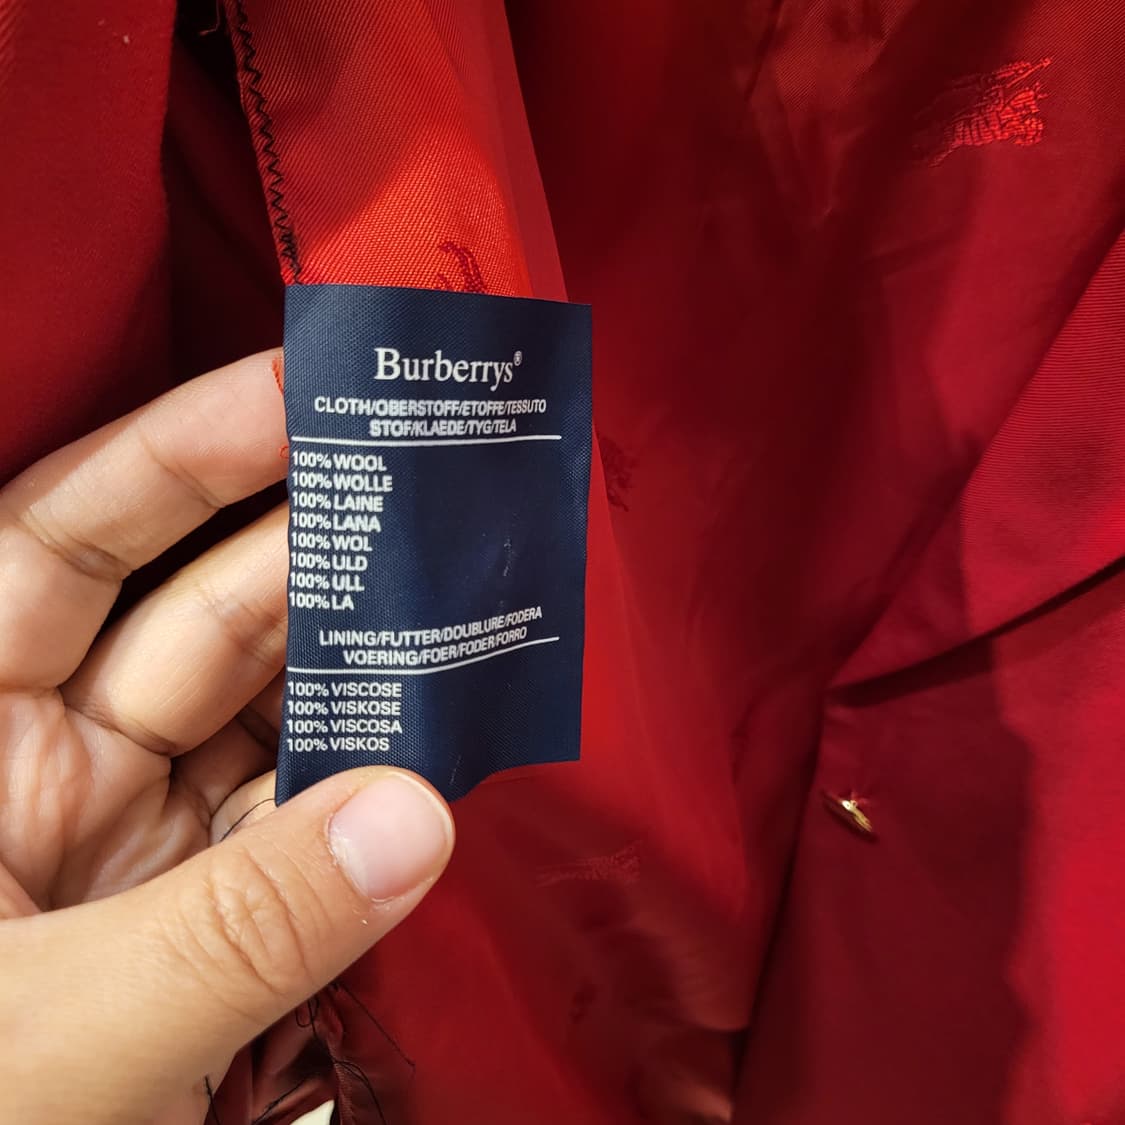 Burberrys®
CLOTH/OBERSTOFF/ETOFFE/TESSUTO
STOF/KLAEDE/TYG/TELA
100% WOOL
100% WOLLE
100% LAINE
100% LANA
100% WOL
100% ULD
100% ULL
100% LA
LINING/FUTTER/DOUBLURE/FODERA
VOERING/FOER/FODER/FORRO
100% VISCOSE
100% VISKOSE
100% VISCOSA
100% VISKOS